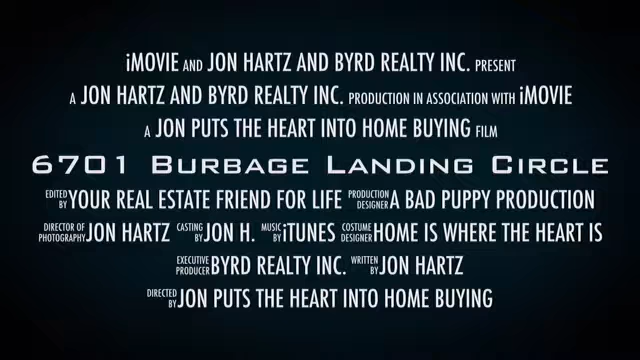 iMOVIE AND JON HARTZ AND BYRD REALTY INC. PRESENT
A JON HARTZ AND BYRD REALTY INC. PRODUCTION IN ASSOCIATION WITH iMOVIE
A JON PUTS THE HEART INTO HOME BUYING FILM
6701 BURBAGE LANDING CIRCLE
EDITED BY YOUR REAL ESTATE FRIEND FOR LIFE PRODUCTION DESIGNER A BAD PUPPY PRODUCTION
DIRECTOR OF PHOTOGRAPHY JON HARTZ CASTING BY JON H. MUSIC BY iTUNES COSTUME DESIGNER HOME IS WHERE THE HEART IS
EXECUTIVE PRODUCER BYRD REALTY INC. WRITTEN BY JON HARTZ
DIRECTED BY JON PUTS THE HEART INTO HOME BUYING